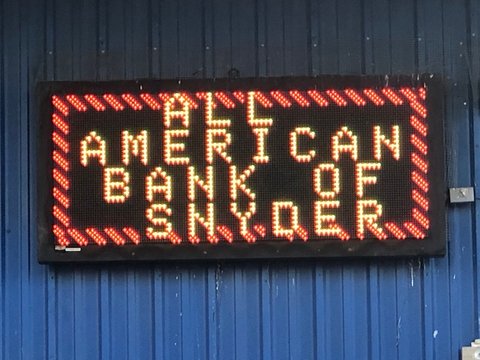 ALL
AMERICAN
BANK OF
SNYDER